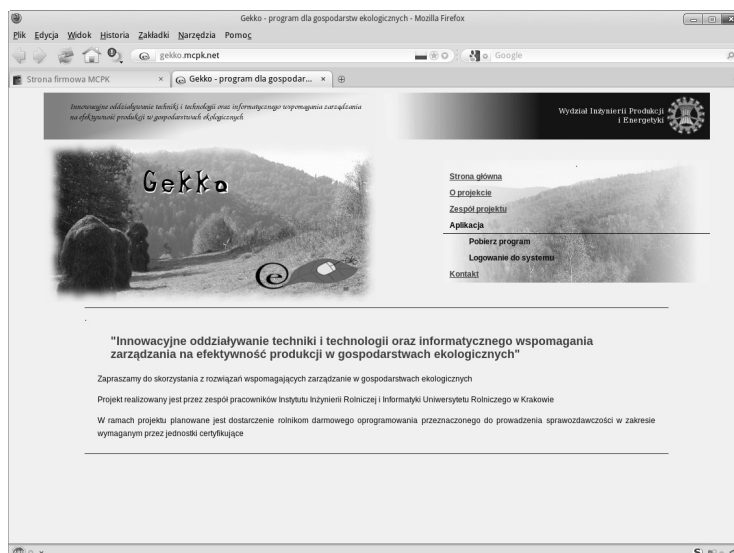 Gekko - program dla gospodarstw ekologicznych - Mozilla Firefox
Plik Edycja Widok Historia Zakładki Narzędzia Pomoc
gekko.mcpk.net
Google
Strona firmowa MCPK
Gekko - program dla gospodar...
Innowacyjne oddziaływanie techniki i technologii oraz informatycznego wspomagania zarządzania
na efektywność produkcji w gospodarstwach ekologicznych
Wydział Inżynierii Produkcji
i Energetyki
Gekko
Strona główna
O projekcie
Zespół projektu
Aplikacja
Pobierz program
Logowanie do systemu
Kontakt
"Innowacyjne oddziaływanie techniki i technologii oraz informatycznego wspomagania
zarządzania na efektywność produkcji w gospodarstwach ekologicznych"
Zapraszamy do skorzystania z rozwiązań wspomagających zarządzanie w gospodarstwach ekologicznych
Projekt realizowany jest przez zespół pracowników Instytutu Inżynierii Rolniczej i Informatyki Uniwersytetu Rolniczego w Krakowie
W ramach projektu planowane jest dostarczenie rolnikom darmowego oprogramowania przeznaczonego do prowadzenia sprawozdawczości w zakresie
wymaganym przez jednostki certyfikujące